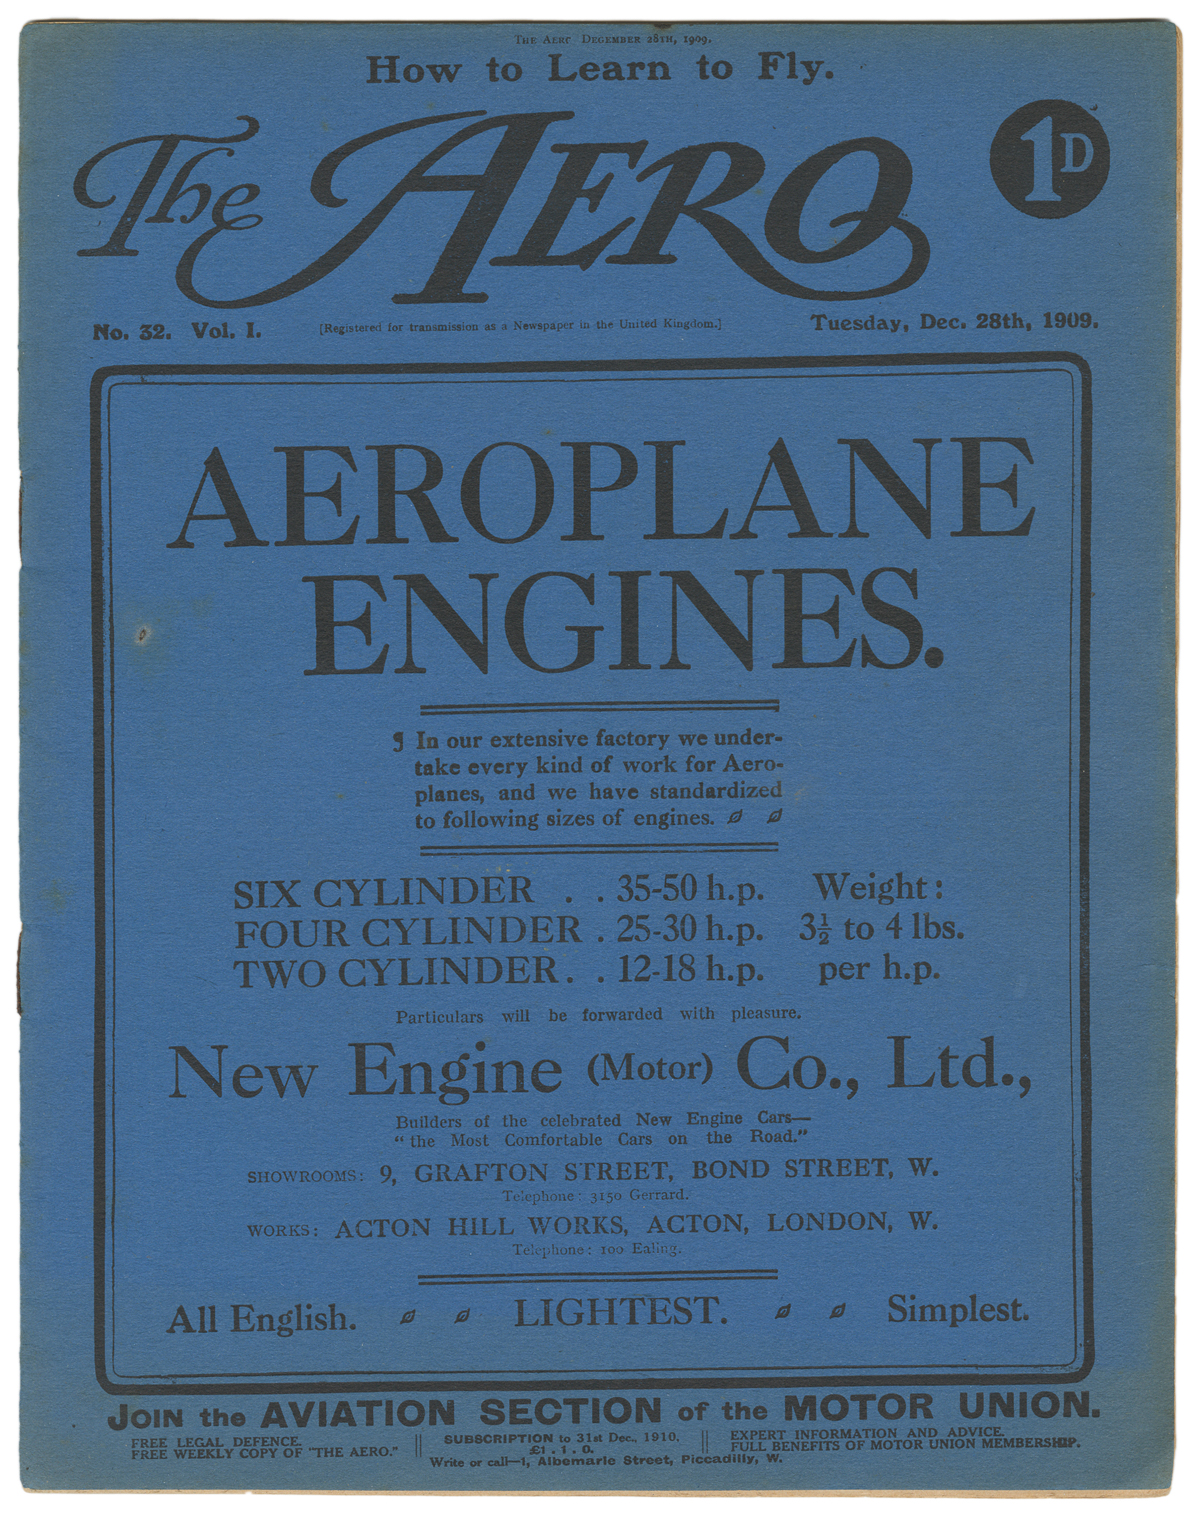 The Aero December 28th, 1909.
How to Learn to Fly.
The AERO
1D
No. 32. Vol. I.
[Registered for transmission as a Newspaper in the United Kingdom.]
Tuesday, Dec. 28th, 1909.
AEROPLANE
ENGINES.
¶ In our extensive factory we under-
take every kind of work for Aero-
planes, and we have standardized
to following sizes of engines.
SIX CYLINDER . . 35-50 h.p. Weight:
FOUR CYLINDER . 25-30 h.p. 3½ to 4 lbs.
TWO CYLINDER . . 12-18 h.p. per h.p.
Particulars will be forwarded with pleasure.
New Engine (Motor) Co., Ltd.,
Builders of the celebrated New Engine Cars—
"the Most Comfortable Cars on the Road."
SHOWROOMS: 9, GRAFTON STREET, BOND STREET, W.
Telephone: 3150 Gerrard.
WORKS: ACTON HILL WORKS, ACTON, LONDON, W.
Telephone: 100 Ealing.
All English. LIGHTEST. Simplest.
JOIN the AVIATION SECTION of the MOTOR UNION.
FREE LEGAL DEFENCE.
FREE WEEKLY COPY OF "THE AERO."
SUBSCRIPTION to 31st Dec., 1910.
£1 . 1 . 0.
Write or call—1, Albemarle Street, Piccadilly, W.
EXPERT INFORMATION AND ADVICE.
FULL BENEFITS OF MOTOR UNION MEMBERSHIP.